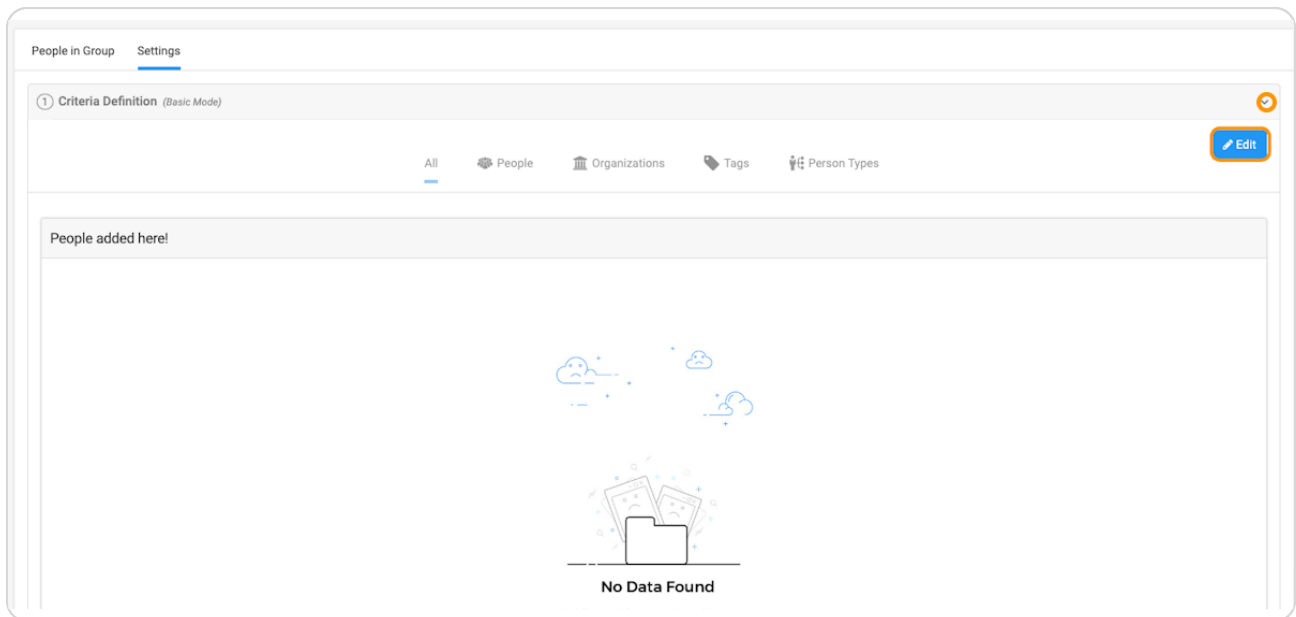 People in Group Settings
1 Criteria Definition (Basic Mode)
Edit
All People Organizations Tags Person Types
People added here!
No Data Found